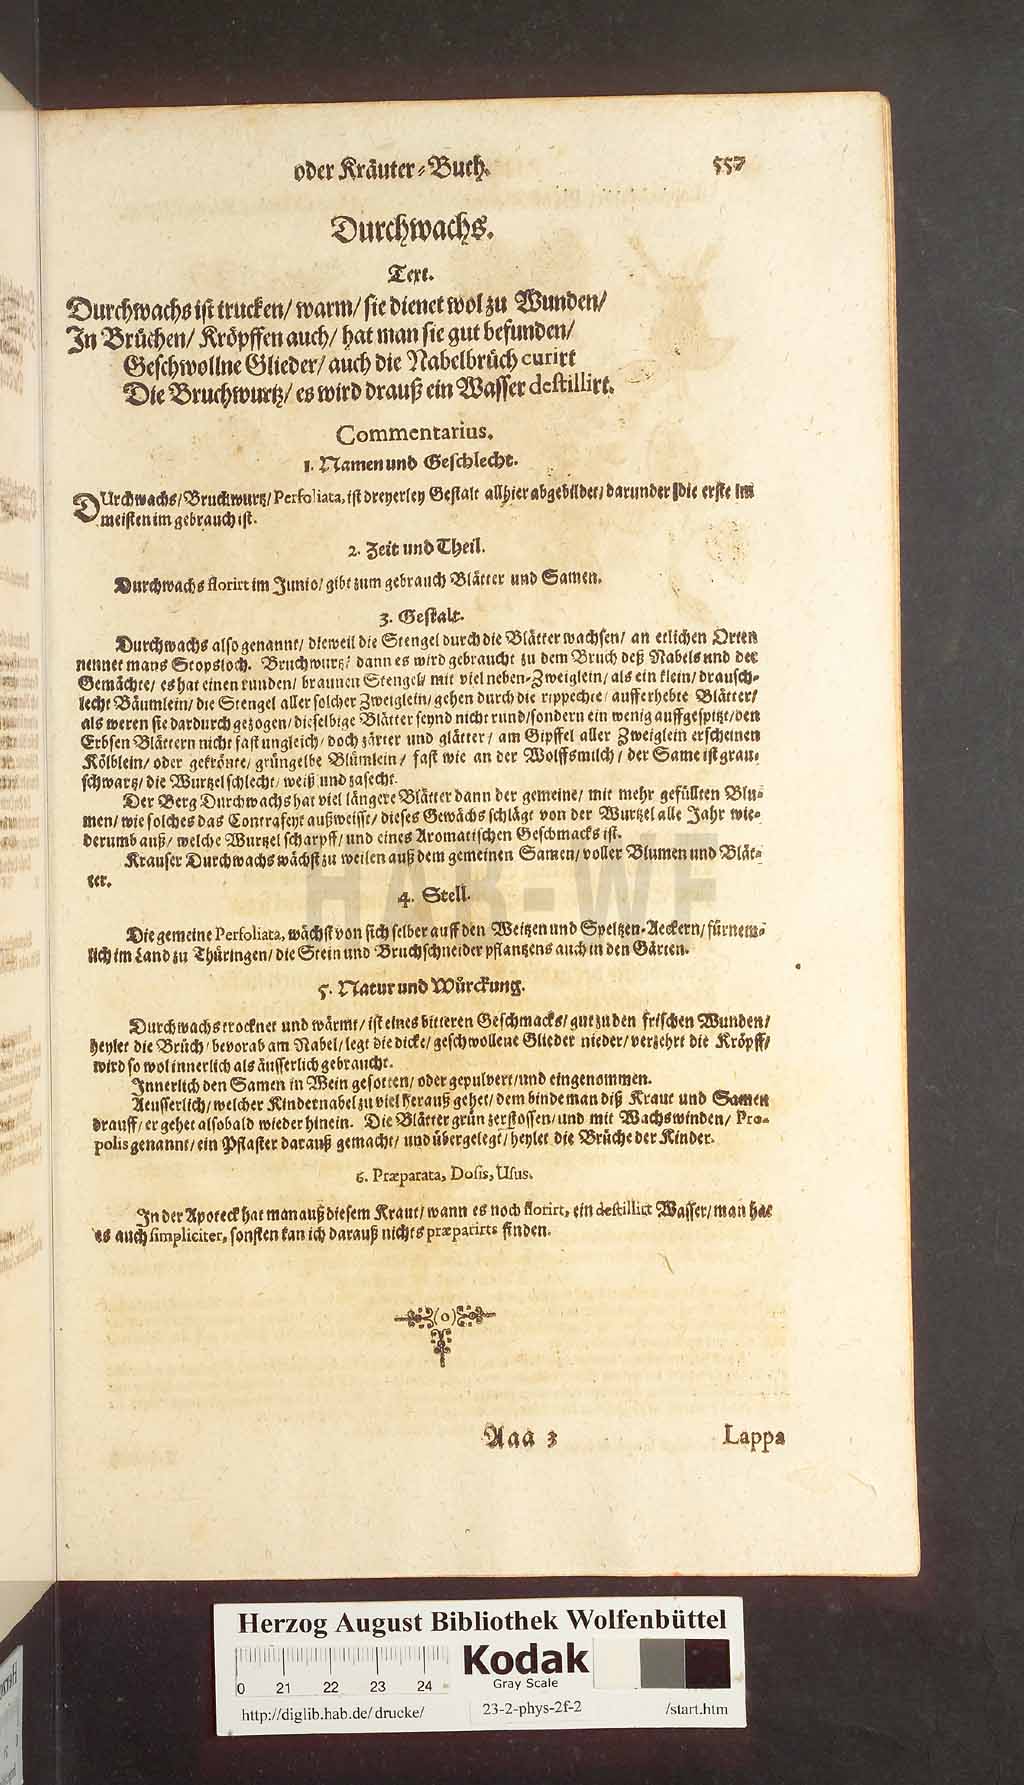 oder Kräuter-Buch. 557
Durchwachs.
Text.
Durchwachs ist trucken/ warm/ sie dienet wol zu Wunden/
In Brüchen/ Kröpffen auch/ hat man sie gut befunden/
Geschwollne Glieder/ auch die Nabelbrüch curirt
Die Bruchwurtz/ es wird drauß ein Wasser destillirt.
Commentarius.
1. Namen und Geschlecht.
DUrchwachs/ Bruchwurtz/ Perfoliata, ist dreyerley Gestalt allhier abgebildet/ darunder die erste im
meisten im gebrauch ist.
2. Zeit und Theil.
Durchwachs florirt im Junio/ gibt zum gebrauch Blätter und Samen.
3. Gestalt.
Durchwachs also genannt/ dieweil die Stengel durch die Blätter wachsen/ an etlichen Orten
nennet mans Stopsloch. Bruchwurtz/ dann es wird gebraucht zu dem Bruch deß Nabels und der
Gemächte/ es hat einen runden/ braunen Stengel/ mit viel neben-Zweiglein/ als ein klein/ drausch-
lecht Bäumlein/ die Stengel aller solcher Zweiglein/ gehen durch die rippechte/ aufferhebte Blätter/
als weren sie dardurch gezogen/ dieselbige Blätter seynd nicht rund/ sondern ein wenig auffgespitzt/ den
Erbsen Blättern nicht fast ungleich/ doch zärter und glätter/ am Gipffel aller Zweiglein erscheinen
Kölblein/ oder gekrönte/ grüngelbe Blümlein/ fast wie an der Wolffsmilch/ der Same ist grau-
schwartz/ die Wurtzel schlecht/ weiß und zasecht.
Der Berg Durchwachs hat viel längere Blätter dann der gemeine/ mit mehr gefüllten Blu-
men/ wie solches das Contrafeyt außweisst/ dieses Gewächs schlägt von der Wurtzel alle Jahr wie-
derumb auß/ welche Wurtzel scharpff/ und eines Aromatischen Geschmacks ist.
Krauser Durchwachs wächst zu weilen auß dem gemeinen Samen/ voller Blumen und Blät-
ter.
4. Stell.
Die gemeine Perfoliata, wächst von sich selber auff den Weitzen und Speltzen-Aeckern/ fürnem-
lich im Land zu Thüringen/ die Stein und Bruchschneider pflantzens auch in den Gärten.
5. Natur und Würckung.
Durchwachs trocknet und wärmt/ ist eines bitteren Geschmacks/ gut zu den frischen Wunden/
heylet die Brüch/ bevorab am Nabel/ legt die dicke/ geschwollene Glieder nieder/ verzehrt die Kröpff/
wird so wol innerlich als äusserlich gebraucht.
Innerlich den Samen in Wein gesotten/ oder gepulvert/ und eingenommen.
Aeusserlich/ welcher Kindernabel zu viel herauß gehet/ dem binde man diß Kraut und Samen
drauff/ er gehet alsobald wieder hinein. Die Blätter grün zerstossen/ und mit Wachswinden/ Pro-
polis genannt/ ein Pflaster darauß gemacht/ und übergelegt/ heylet die Brüche der Kinder.
6. Præparata, Dosis, Usus.
In der Apoteck hat man auß diesem Kraut/ wann es noch florirt, ein destillirt Wasser/ man hat
es auch simpliciter, sonsten kan ich darauß nichts præparirts finden.
(o)
Aaa 3 Lappa
HAB-WF
Herzog August Bibliothek Wolfenbüttel
Kodak
Gray Scale
0 21 22 23 24
http://diglib.hab.de/drucke/ 23-2-phys-2f-2 /start.htm